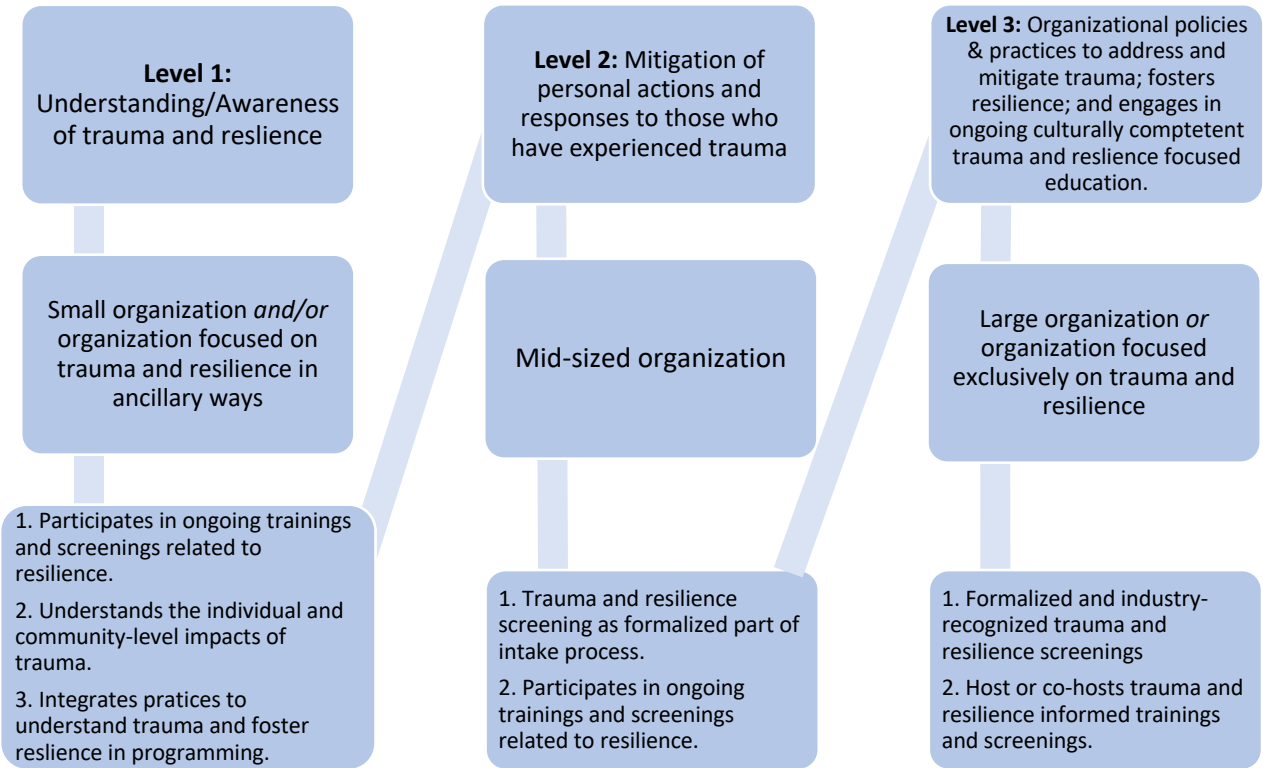 Level 1:
Understanding/Awareness
of trauma and reslience
Small organization and/or
organization focused on
trauma and resilience in
ancillary ways
1. Participates in ongoing trainings
and screenings related to
resilience.
2. Understands the individual and
community-level impacts of
trauma.
3. Integrates pratices to
understand trauma and foster
reslience in programming.
Level 2: Mitigation of
personal actions and
responses to those who
have experienced trauma
Mid-sized organization
1. Trauma and resilience
screening as formalized part of
intake process.
2. Participates in ongoing
trainings and screenings
related to resilience.
Level 3: Organizational policies
& practices to address and
mitigate trauma; fosters
resilience; and engages in
ongoing culturally comptetent
trauma and reslience focused
education.
Large organization or
organization focused
exclusively on trauma and
resilience
1. Formalized and industry-
recognized trauma and
resilience screenings
2. Host or co-hosts trauma and
resilience informed trainings
and screenings.